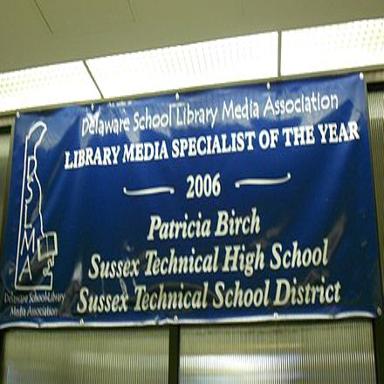 Delaware School Library Media Association
LIBRARY MEDIA SPECIALIST OF THE YEAR
2006
Patricia Birch
Sussex Technical High School
Sussex Technical School District
DSLMA
Delaware School Library
Media Association